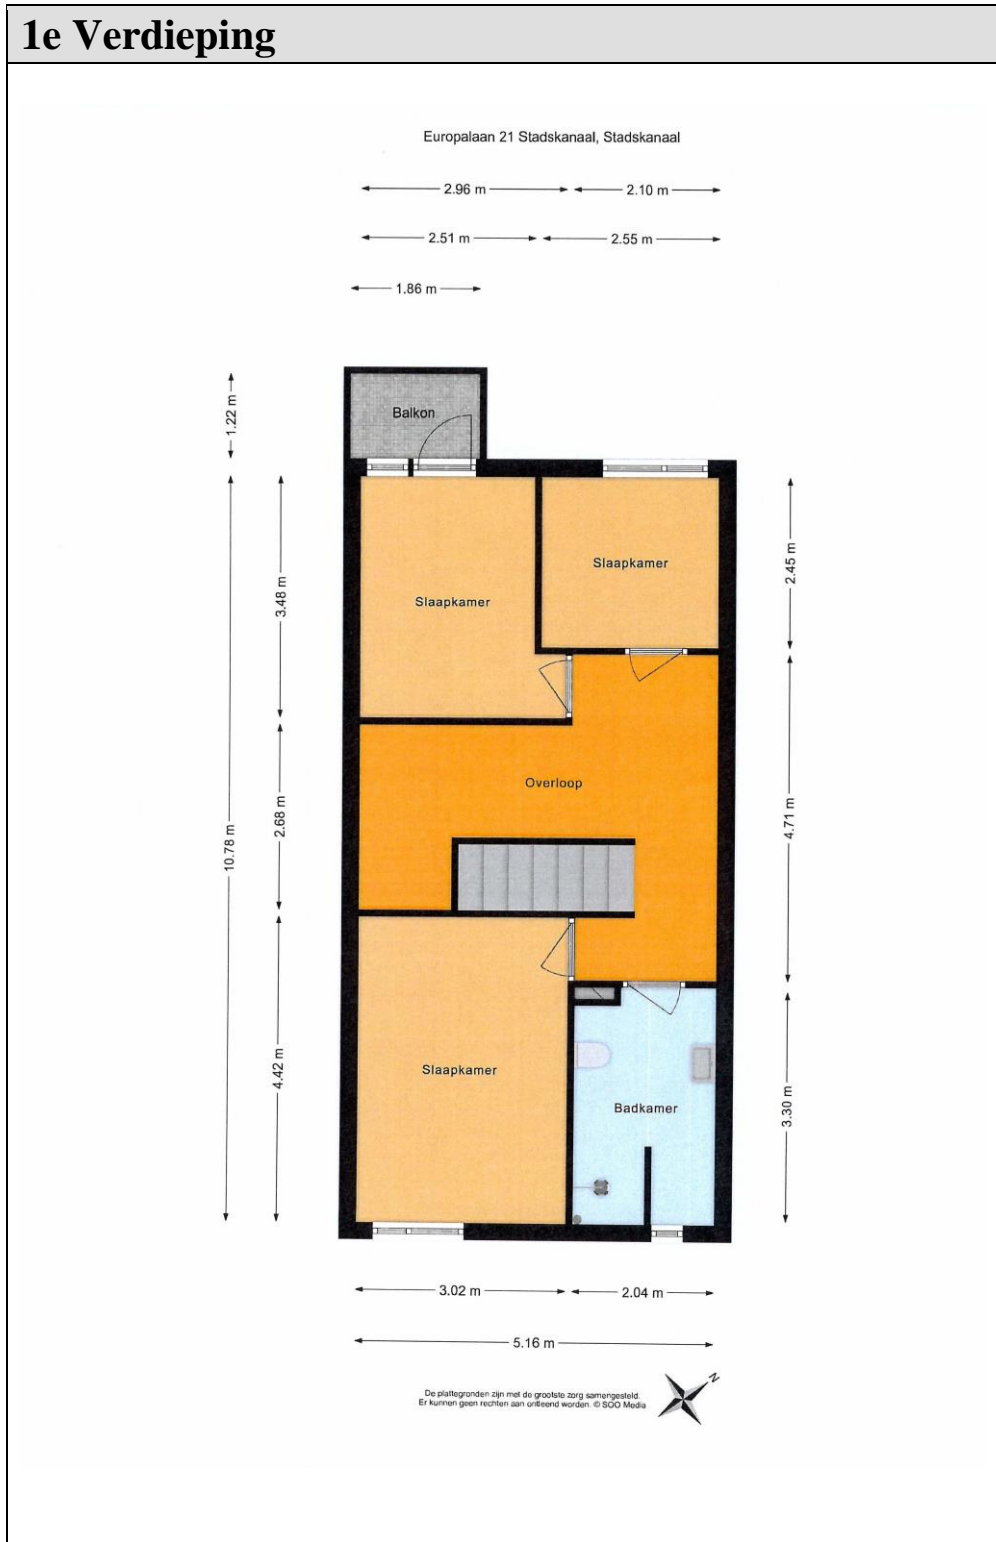 1e Verdieping
Europalaan 21 Stadskanaal, Stadskanaal
2.96 m
2.10 m
2.51 m
2.55 m
1.86 m
1.22 m
Balkon
3.48 m
Slaapkamer
Slaapkamer
2.45 m
10.78 m
2.68 m
Overloop
4.71 m
4.42 m
Slaapkamer
Badkamer
3.30 m
3.02 m
2.04 m
5.16 m
N
De plattegronden zijn met de grootste zorg samengesteld.
Er kunnen geen rechten aan ontleend worden. © SOO Media